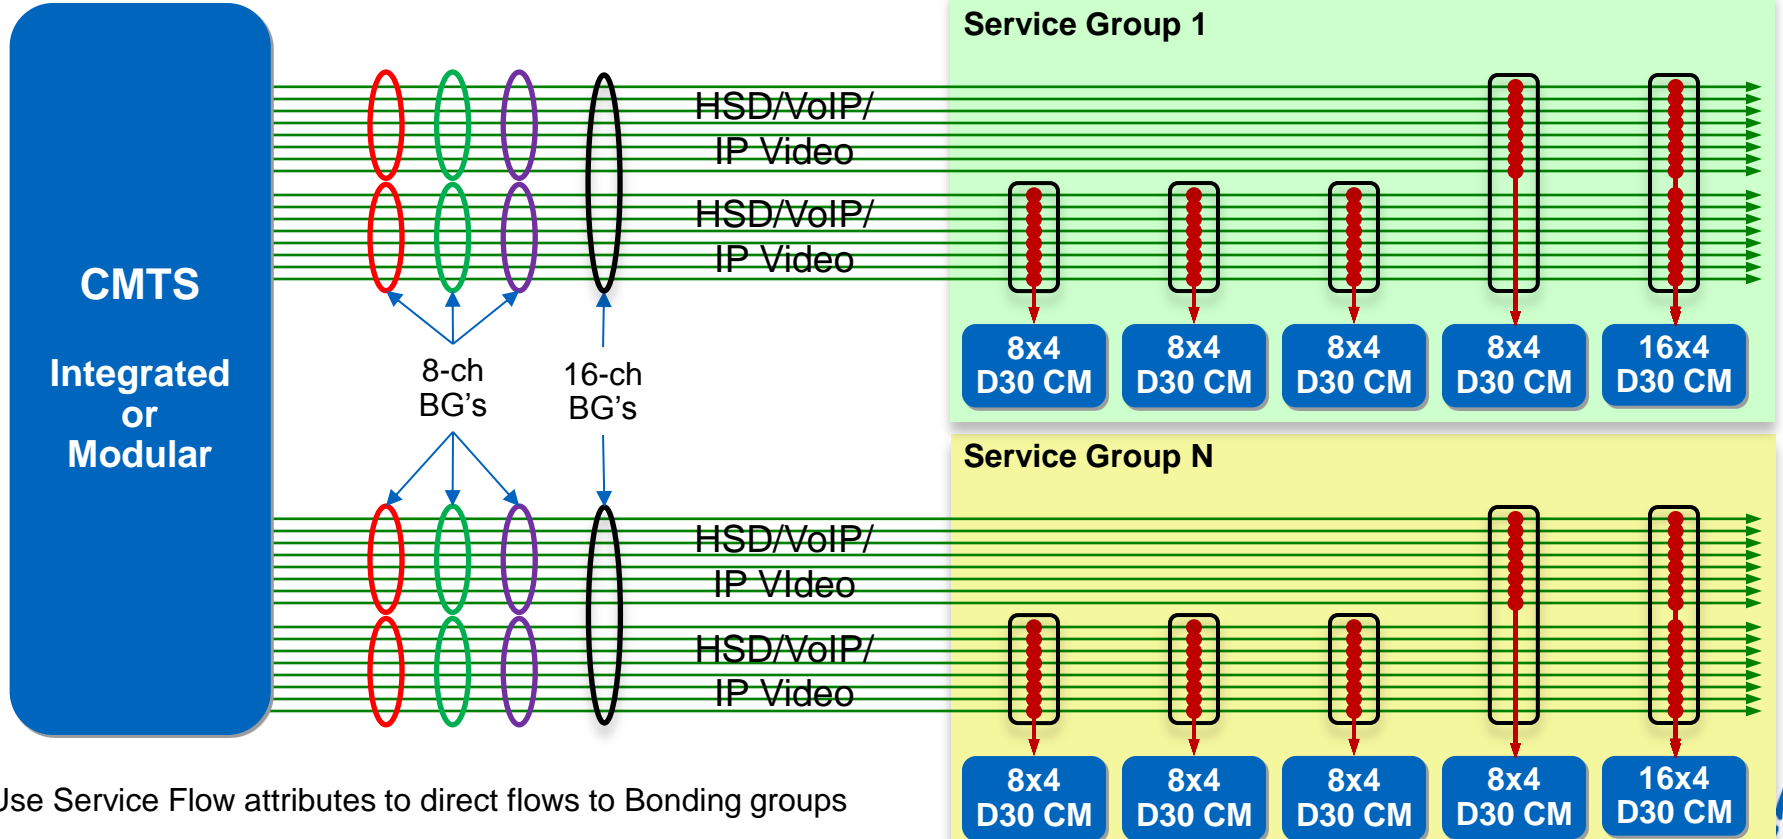 Service Group 1
HSD/VoIP/
IP Video
HSD/VoIP/
IP Video
CMTS
Integrated
or
Modular
8-ch
BG's
16-ch
BG's
8x4
D30 CM
8x4
D30 CM
8x4
D30 CM
8x4
D30 CM
16x4
D30 CM
Service Group N
HSD/VoIP/
IP VIdeo
HSD/VoIP/
IP Video
8x4
D30 CM
8x4
D30 CM
8x4
D30 CM
8x4
D30 CM
16x4
D30 CM
Use Service Flow attributes to direct flows to Bonding groups